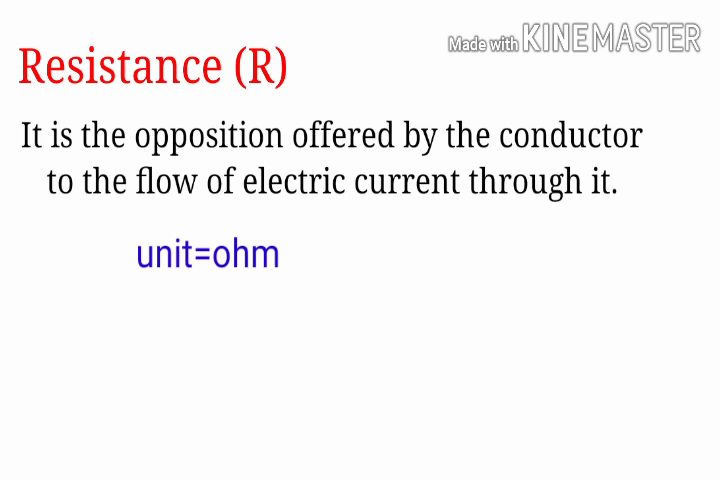 Made with KINEMASTER
Resistance (R)
It is the opposition offered by the conductor
to the flow of electric current through it.
unit=ohm